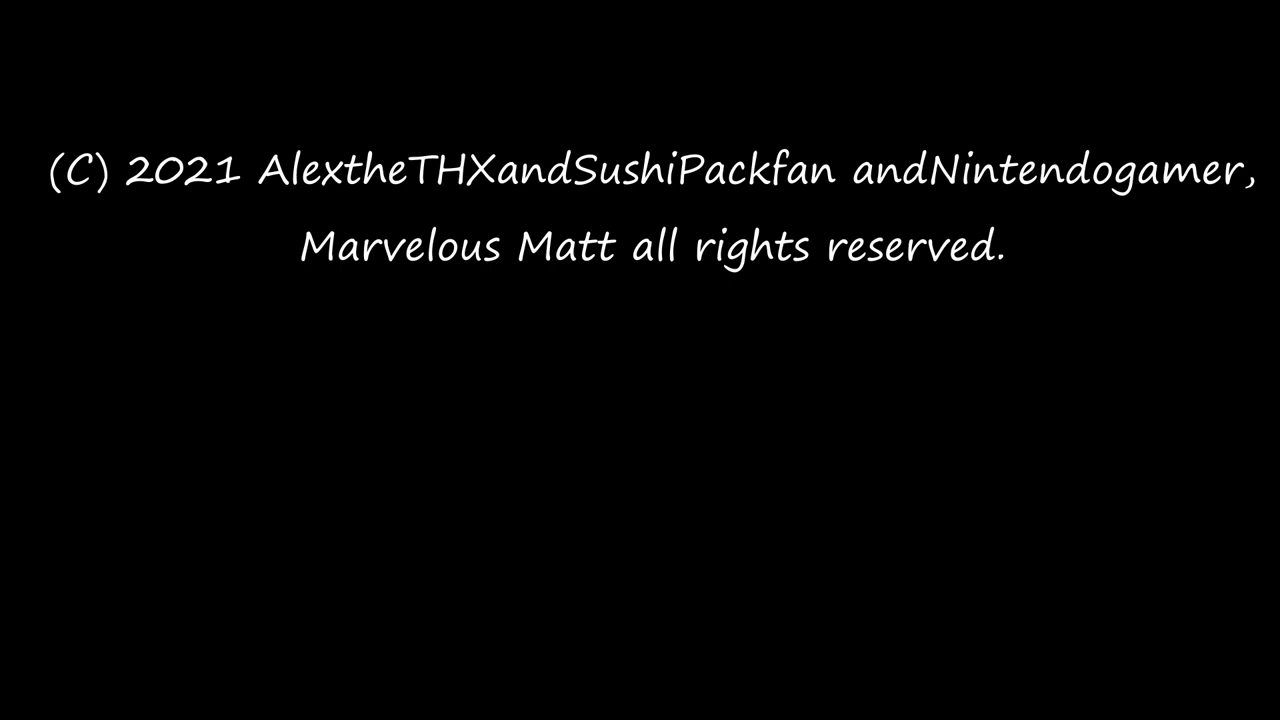 (C) 2021 AlextheTHXandSushiPackfan andNintendogamer,
Marvelous Matt all rights reserved.